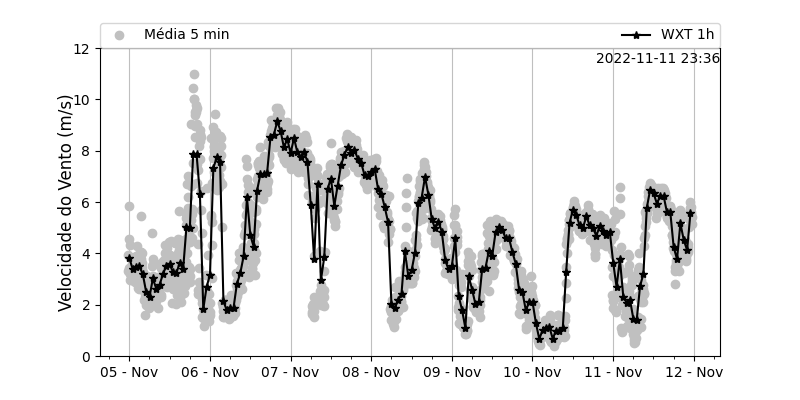 Média 5 min
WXT 1h
2022-11-11 23:36
Velocidade do Vento (m/s)
12
10
8
6
4
2
0
05 - Nov
06 - Nov
07 - Nov
08 - Nov
09 - Nov
10 - Nov
11 - Nov
12 - Nov